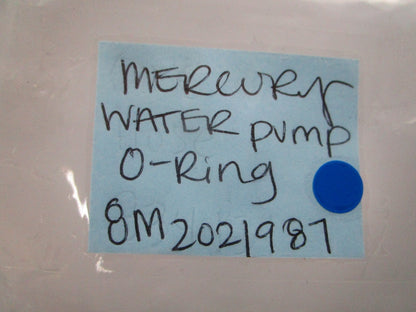 MERCURY
WATER PUMP
O-Ring
8M2021987